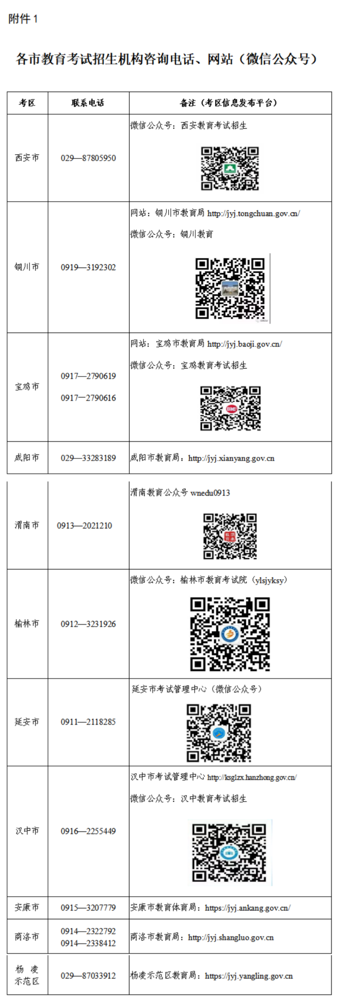 附件 1
各市教育考试招生机构咨询电话、网站（微信公众号）
考区 联系电话 备注（考区信息发布平台）
微信公众号：西安教育考试招生
西安市 029—87805950
网站：铜川市教育局 http://jyj.tongchuan.gov.cn/
微信公众号：铜川教育
铜川市 0919—3192302
网站：宝鸡市教育局 http://jyj.baoji.gov.cn/
微信公众号：宝鸡教育考试招生
0917—2790619
宝鸡市
0917—2790616
咸阳市 029—33283189 咸阳市教育局：http://jyj.xianyang.gov.cn
渭南教育公众号 wnedu0913
渭南市 0913—2021210
微信公众号：榆林市教育考试院（ylsjyksy）
榆林市 0912—3231926
延安市考试管理中心（微信公众号）
延安市 0911—2118285
汉中市考试管理中心 http://ksglzx.hanzhong.gov.cn/
微信公众号：汉中教育考试招生
汉中市 0916—2255449
安康市 0915—3207779 安康市教育体育局：https://jyj.ankang.gov.cn/
0914—2322792
商洛市 商洛市教育局：http://jyj.shangluo.gov.cn
0914—2338412
杨 凌
029—87033912 杨凌示范区教育局：https://jyj.yangling.gov.cn
示范区